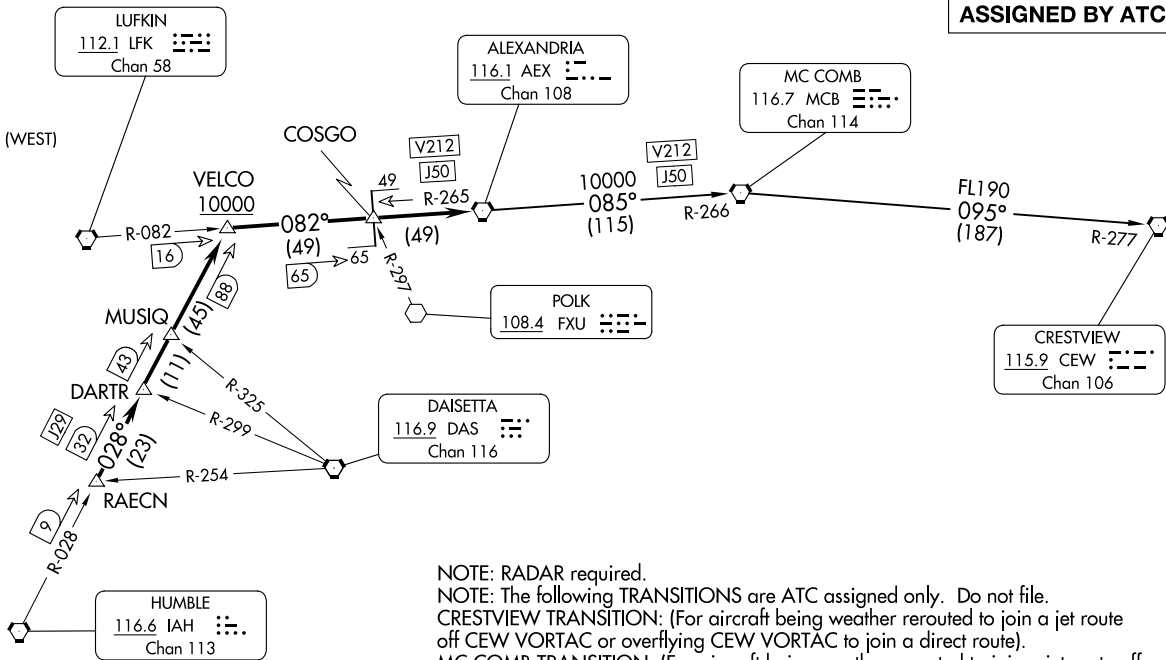 ASSIGNED BY ATC
LUFKIN
112.1 LFK
Chan 58
ALEXANDRIA
116.1 AEX
Chan 108
MC COMB
116.7 MCB
Chan 114
(WEST)
COSGO
V212
J50
V212
J50
VELCO
10000
49
R-265
10000
085°
(115)
R-266
FL190
095°
(187)
R-277
R-082
16
082°
(49)
65
65
(49)
R-297
88
(45)
MUSIQ
POLK
108.4 FXU
CRESTVIEW
115.9 CEW
Chan 106
43
(11)
DARTR
R-325
R-299
J29
32
028°
(23)
DAISETTA
116.9 DAS
Chan 116
R-254
RAECN
9
R-028
HUMBLE
116.6 IAH
Chan 113
NOTE: RADAR required.
NOTE: The following TRANSITIONS are ATC assigned only. Do not file.
CRESTVIEW TRANSITION: (For aircraft being weather rerouted to join a jet route
off CEW VORTAC or overflying CEW VORTAC to join a direct route).